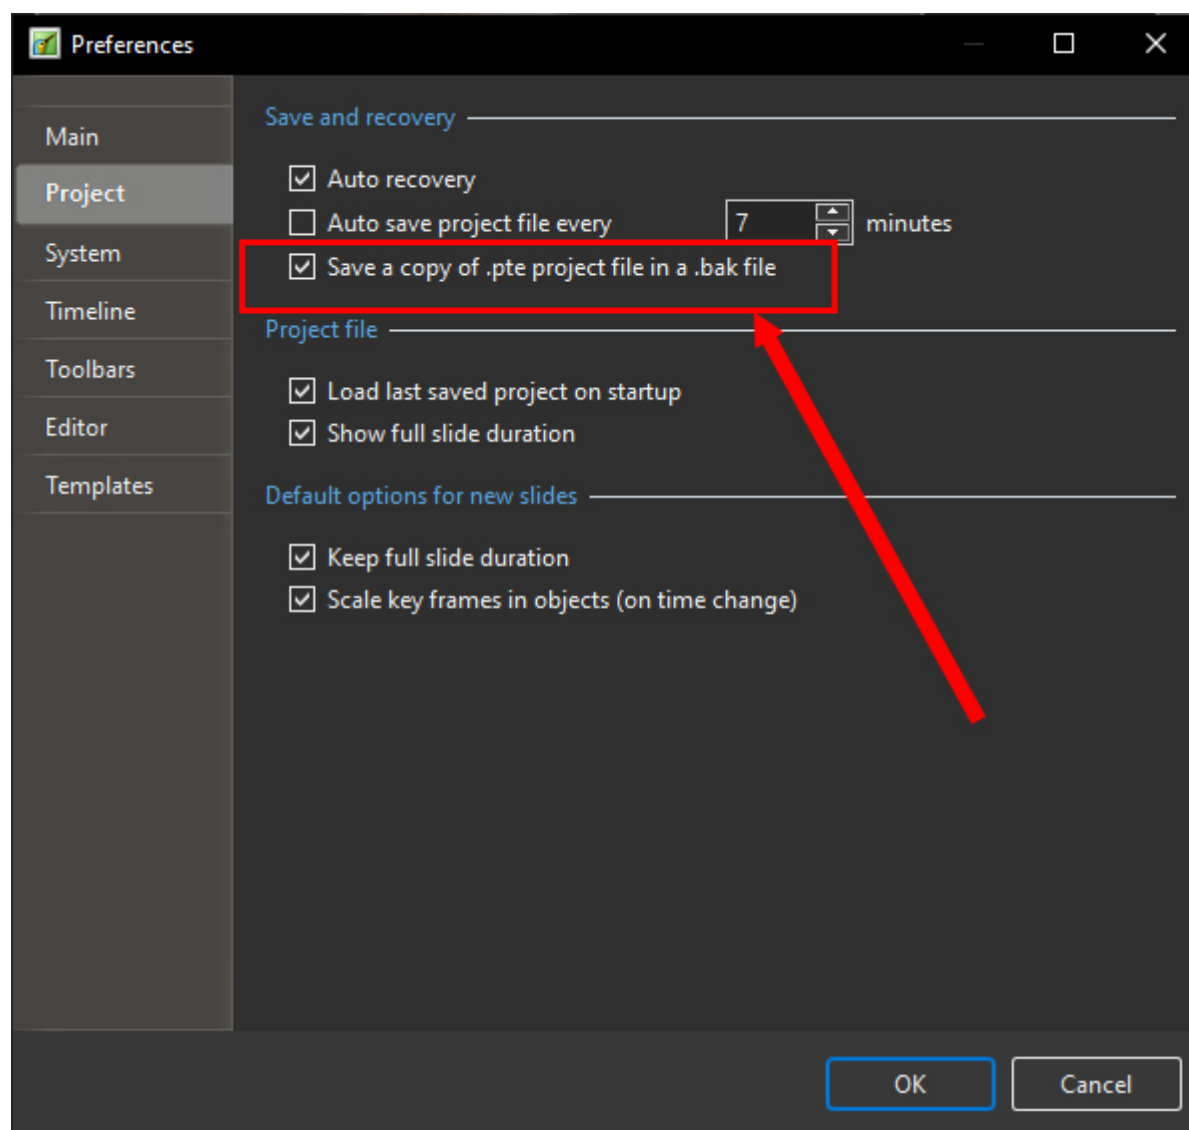 Preferences
Main
Project
System
Timeline
Toolbars
Editor
Templates
Save and recovery
Auto recovery
Auto save project file every 7 minutes
Save a copy of .pte project file in a .bak file
Project file
Load last saved project on startup
Show full slide duration
Default options for new slides
Keep full slide duration
Scale key frames in objects (on time change)
OK Cancel